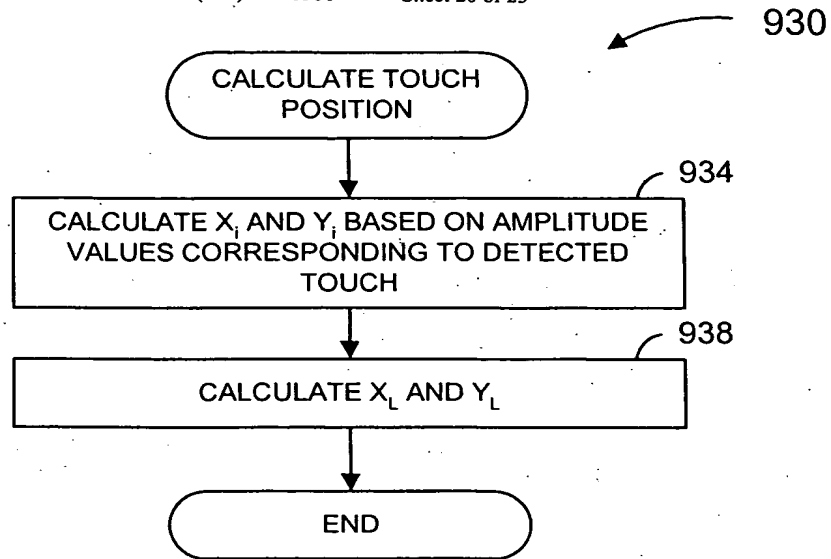 930
CALCULATE TOUCH
POSITION
934
CALCULATE Xi AND Yi BASED ON AMPLITUDE
VALUES CORRESPONDING TO DETECTED
TOUCH
938
CALCULATE XL AND YL
END